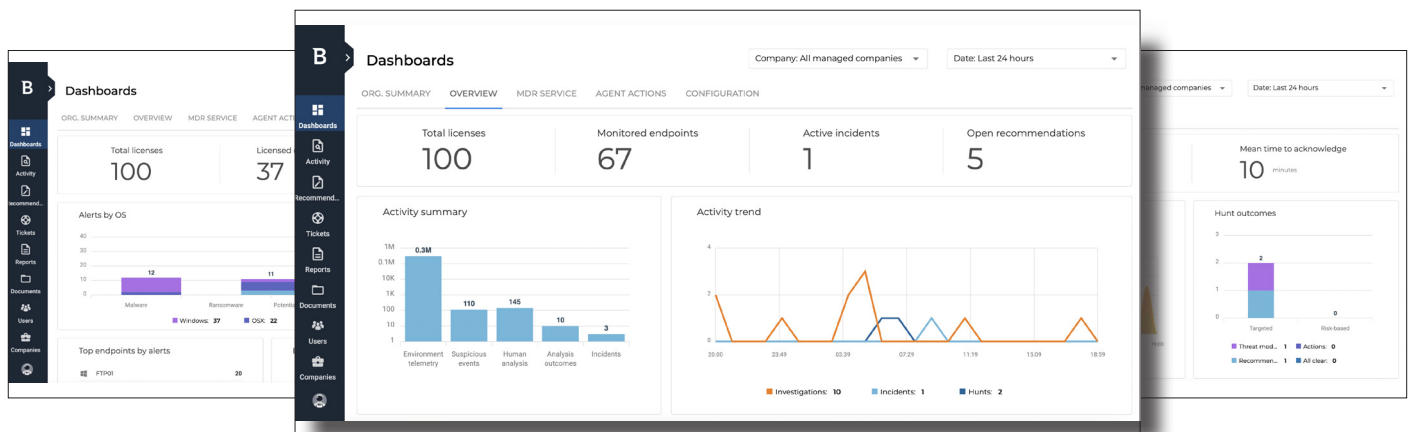 B
Dashboards
ORG. SUMMARY OVERVIEW MDR SERVICE AGENT ACTI
Dashboards
Activity
Recommend...
Tickets
Reports
Documents
Users
Companies
Total licenses
100
Licensed
37
Alerts by OS
40
30
20
10
0
12
11
Malware Ransomware Potenti
Windows: 37 OSX: 22
Top endpoints by alerts
FTP01 20
B
Dashboards
Company: All managed companies Date: Last 24 hours
ORG. SUMMARY OVERVIEW MDR SERVICE AGENT ACTIONS CONFIGURATION
Dashboards
Activity
Recommend...
Tickets
Reports
Documents
Users
Companies
Total licenses Monitored endpoints Active incidents Open recommendations
100 67 1 5
Activity summary
1M
0.1M
10K
1K
100
10
1
0.3M
110
145
10
3
Environment telemetry
Suspicious events
Human analysis
Analysis outcomes
Incidents
Activity trend
4
2
0
20:00 23:49 03:39 07:29 11:19 15:09 18:59
Investigations: 10 Incidents: 1 Hunts: 2
managed companies Date: Last 24 hours
Mean time to acknowledge
10 minutes
Hunt outcomes
3
2
1
0
2
0
Targeted Risk-based
Threat mod... 1 Actions: 0
Recommen... 1 All clear: 0